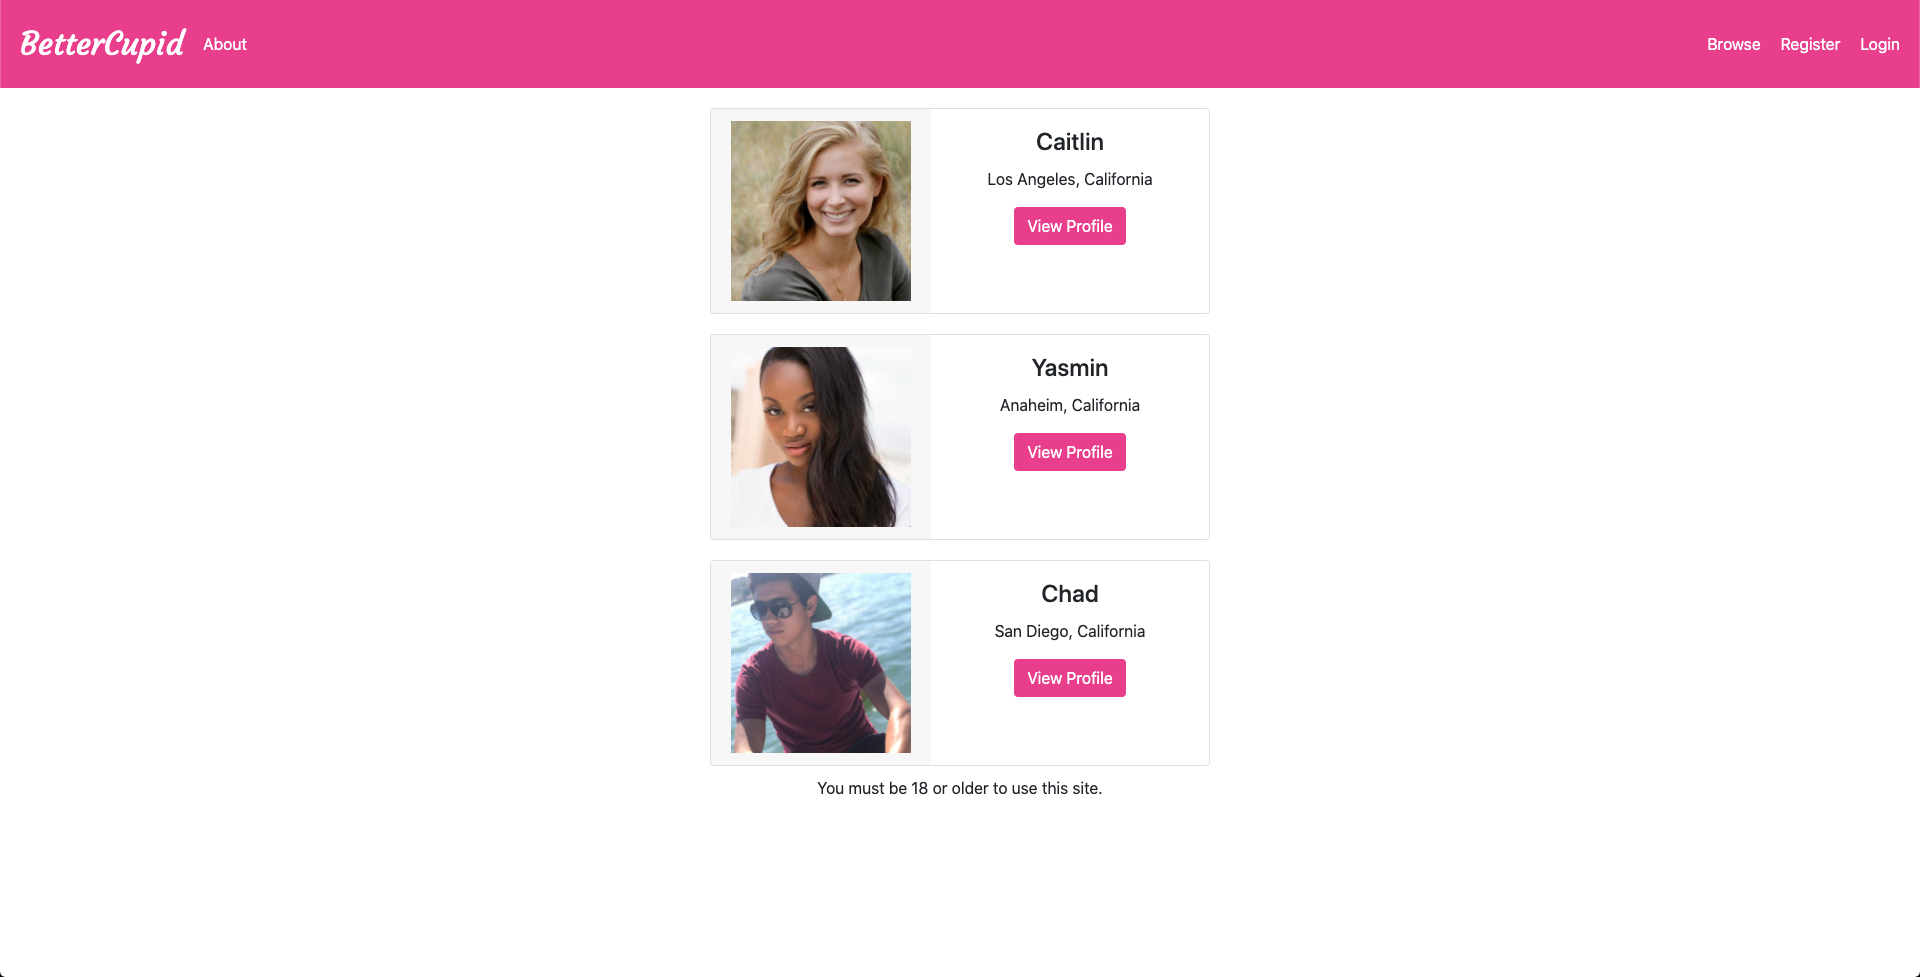 BetterCupid About Browse Register Login
Caitlin
Los Angeles, California
View Profile
Yasmin
Anaheim, California
View Profile
Chad
San Diego, California
View Profile
You must be 18 or older to use this site.